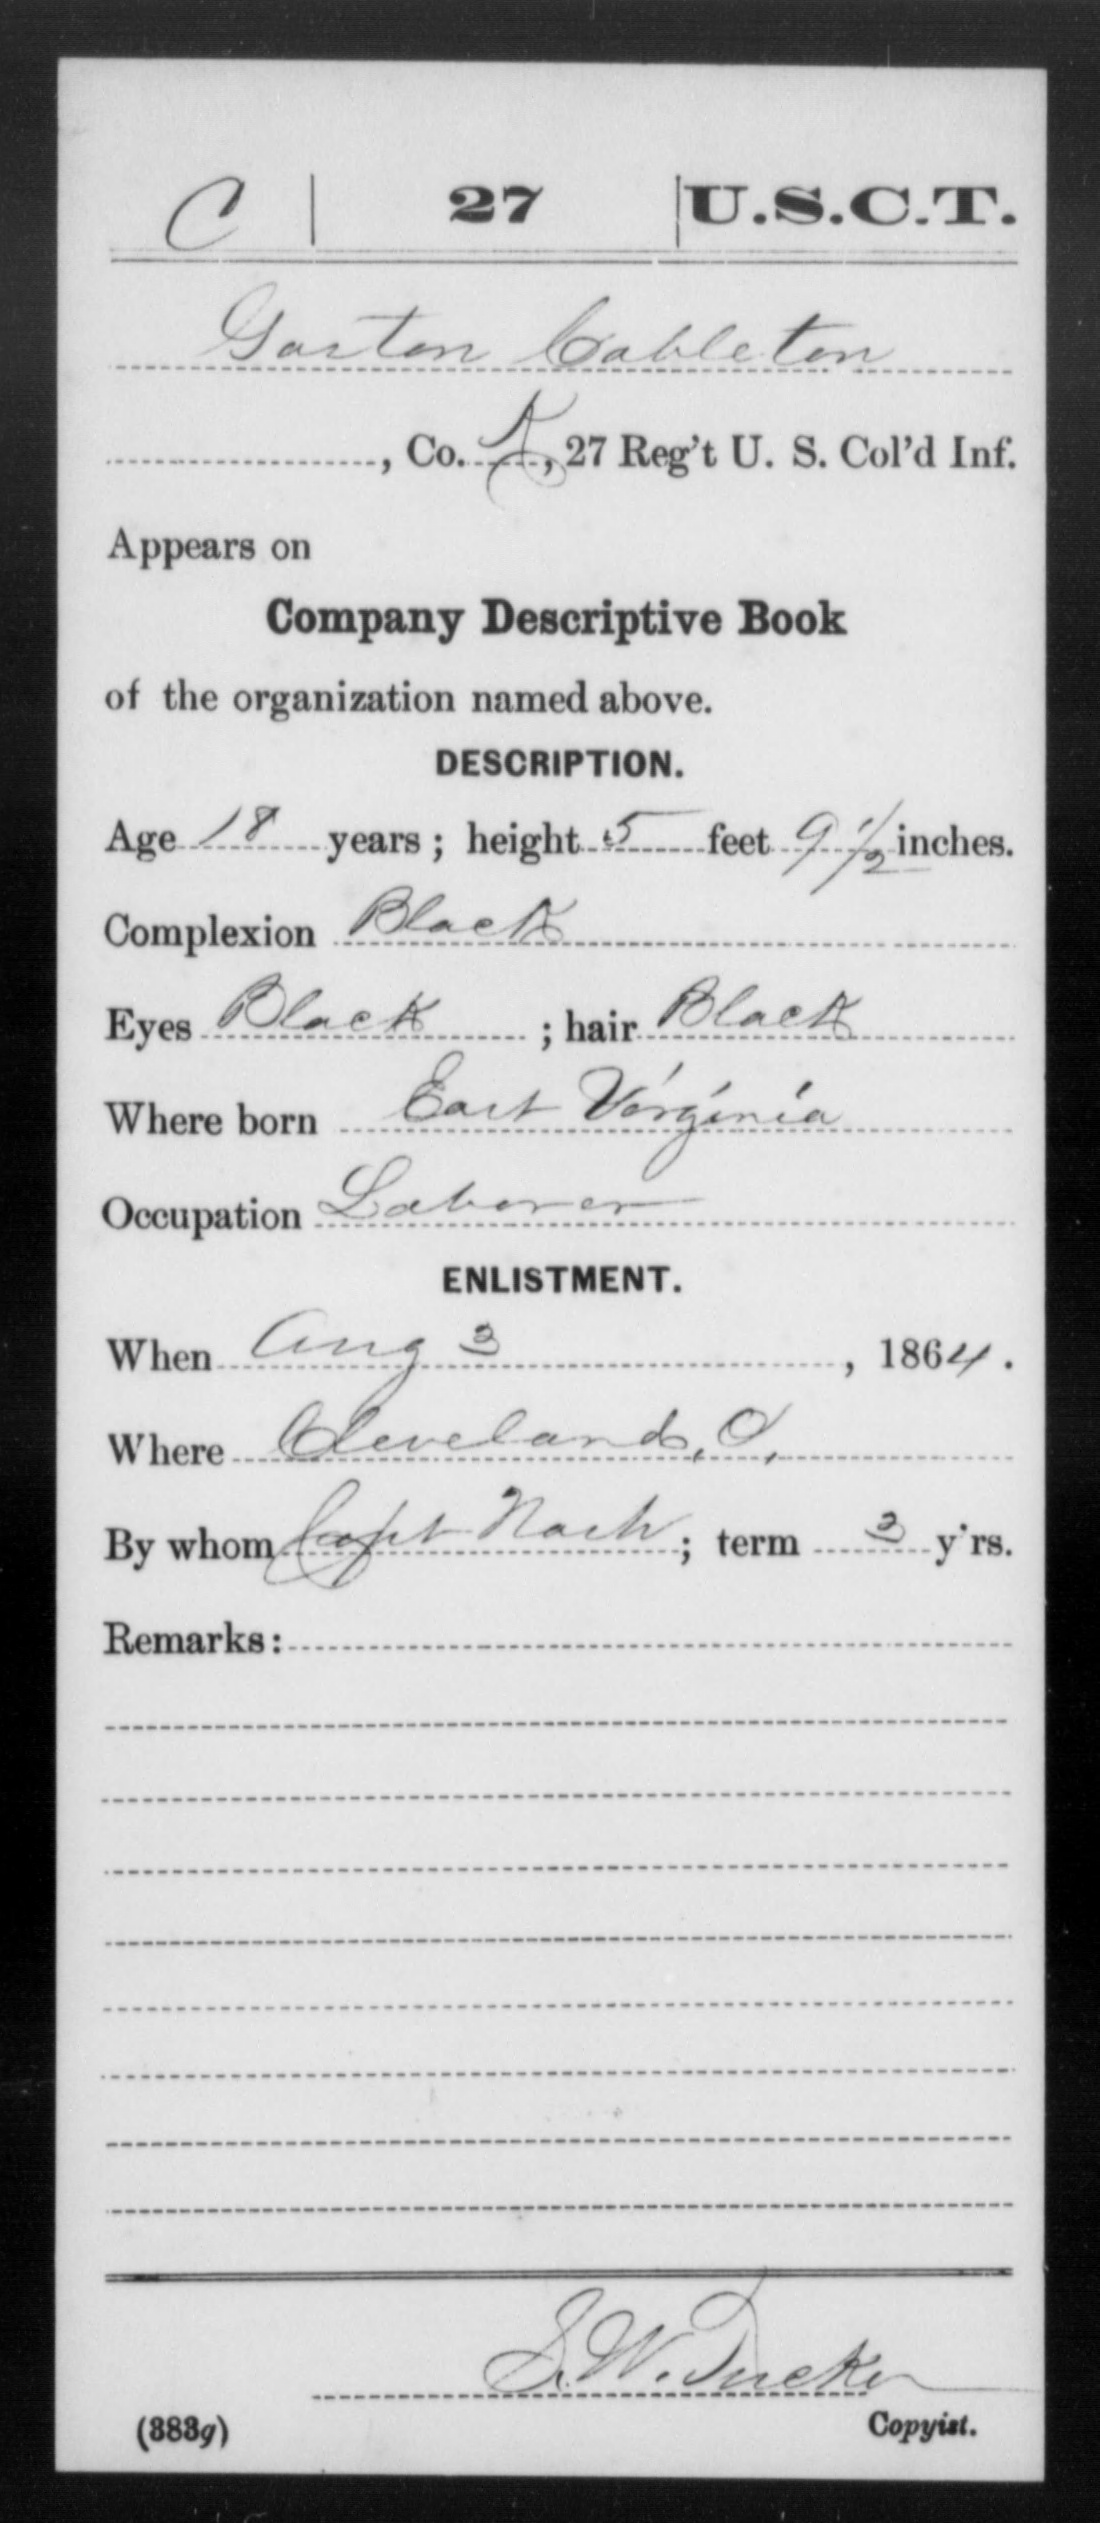 C 27 U.S.C.T.
Gaston Cableton
, Co. K, 27 Reg't U. S. Col'd Inf.
Appears on
Company Descriptive Book
of the organization named above.
DESCRIPTION.
Age 18 years; height 5 feet 9 1/2 inches.
Complexion Black
Eyes Black ; hair Black
Where born East Virginia
Occupation Laborer
ENLISTMENT.
When Aug 3, 1864.
Where Cleveland, O,
By whom Capt Nash; term 3 y'rs.
Remarks:
S. W. Tucker
(383g) Copyist.